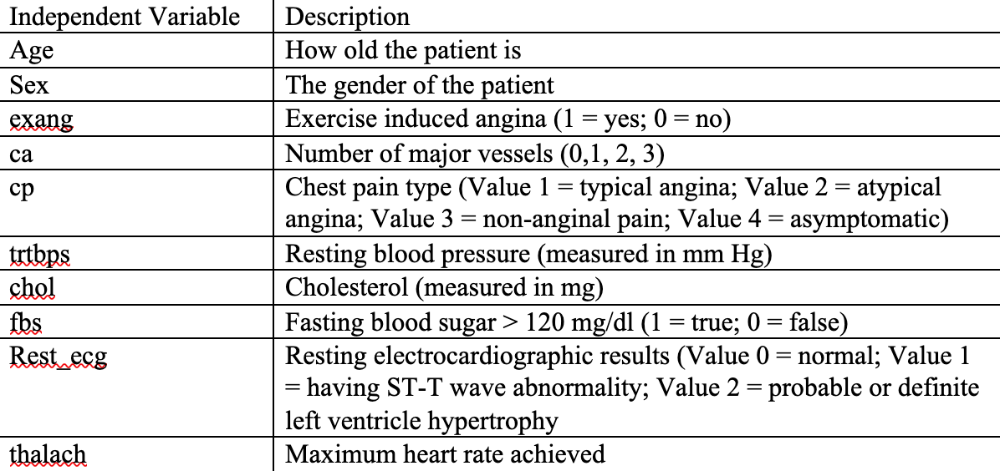 Independent Variable Description
Age How old the patient is
Sex The gender of the patient
exang Exercise induced angina (1 = yes; 0 = no)
ca Number of major vessels (0,1, 2, 3)
cp Chest pain type (Value 1 = typical angina; Value 2 = atypical
angina; Value 3 = non-anginal pain; Value 4 = asymptomatic)
trtbps Resting blood pressure (measured in mm Hg)
chol Cholesterol (measured in mg)
fbs Fasting blood sugar > 120 mg/dl (1 = true; 0 = false)
Rest_ecg Resting electrocardiographic results (Value 0 = normal; Value 1
= having ST-T wave abnormality; Value 2 = probable or definite
left ventricle hypertrophy
thalach Maximum heart rate achieved